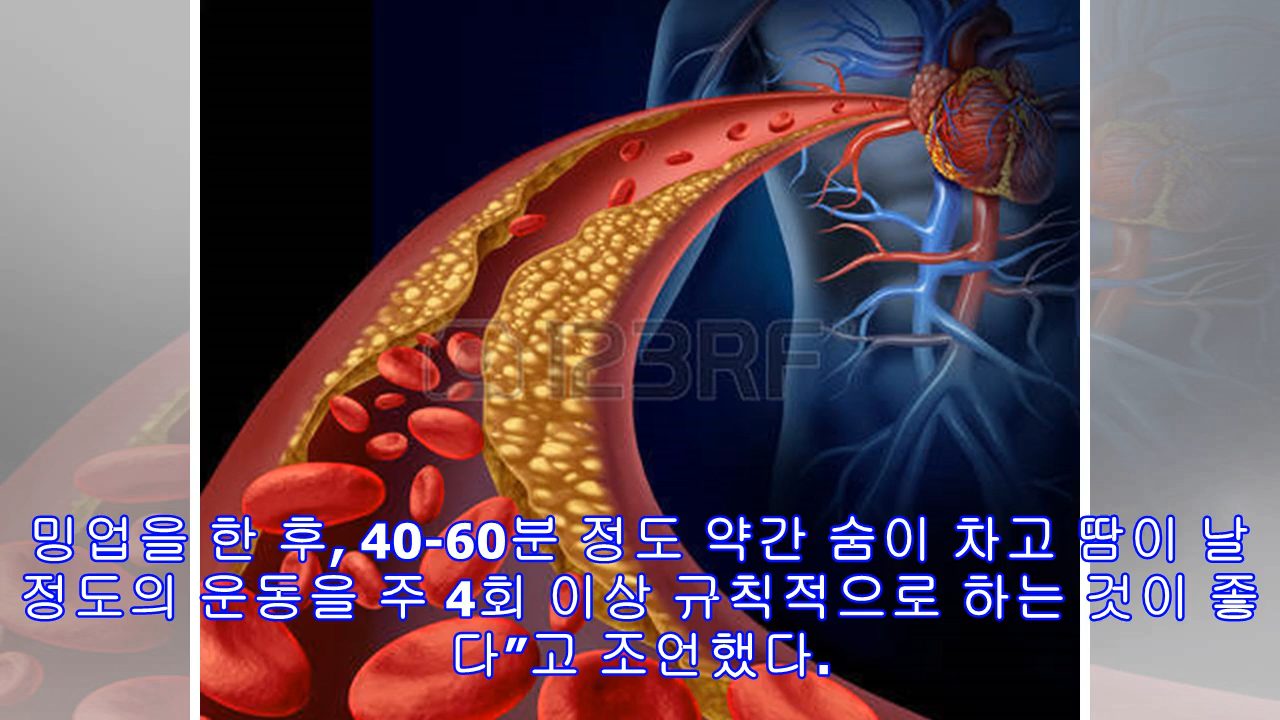 123RF
밍업을 한 후, 40-60분 정도 약간 숨이 차고 땀이 날
정도의 운동을 주 4회 이상 규칙적으로 하는 것이 좋
다”고 조언했다.